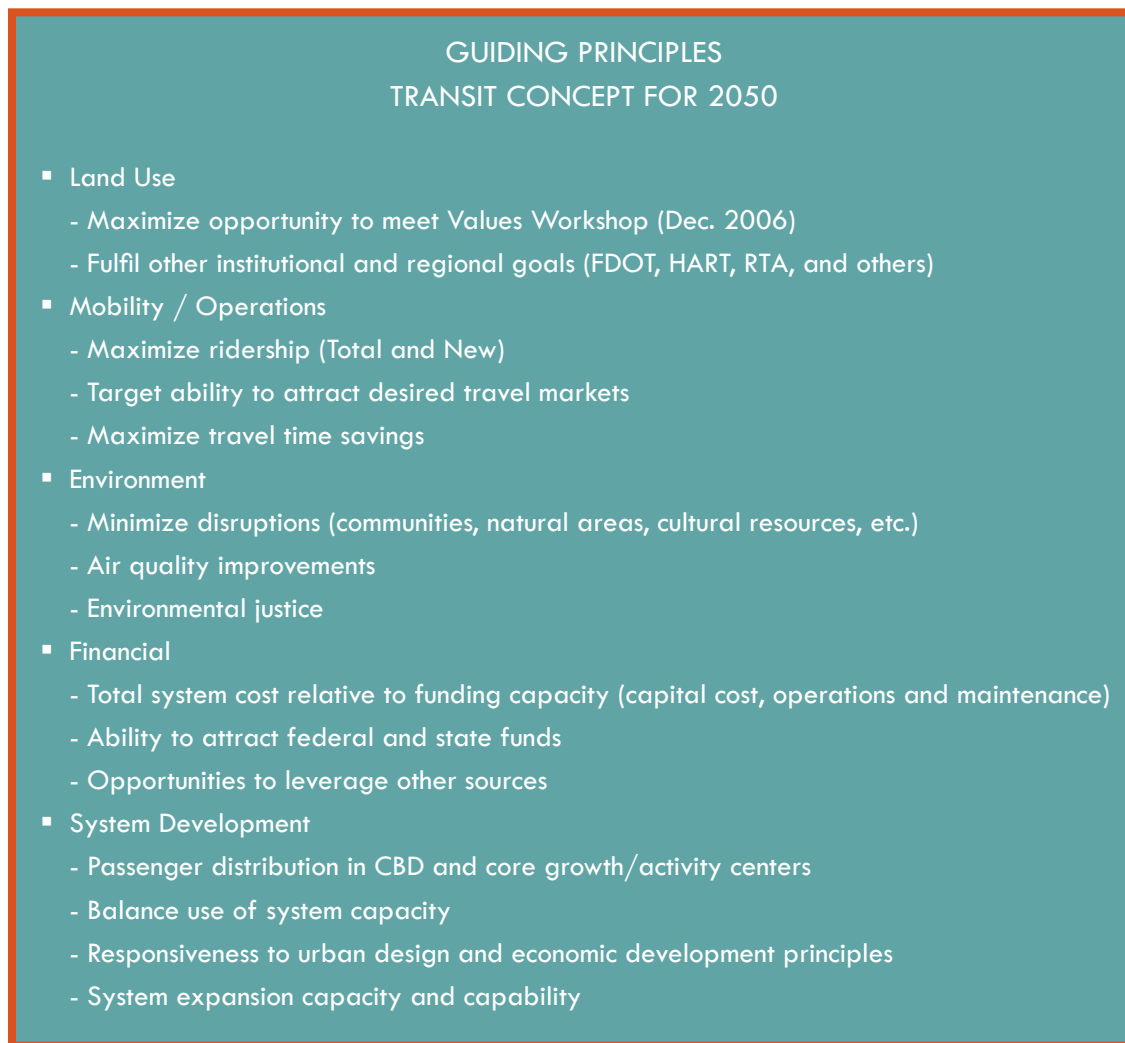 GUIDING PRINCIPLES
TRANSIT CONCEPT FOR 2050
▪ Land Use
- Maximize opportunity to meet Values Workshop (Dec. 2006)
- Fulfil other institutional and regional goals (FDOT, HART, RTA, and others)
▪ Mobility / Operations
- Maximize ridership (Total and New)
- Target ability to attract desired travel markets
- Maximize travel time savings
▪ Environment
- Minimize disruptions (communities, natural areas, cultural resources, etc.)
- Air quality improvements
- Environmental justice
▪ Financial
- Total system cost relative to funding capacity (capital cost, operations and maintenance)
- Ability to attract federal and state funds
- Opportunities to leverage other sources
▪ System Development
- Passenger distribution in CBD and core growth/activity centers
- Balance use of system capacity
- Responsiveness to urban design and economic development principles
- System expansion capacity and capability